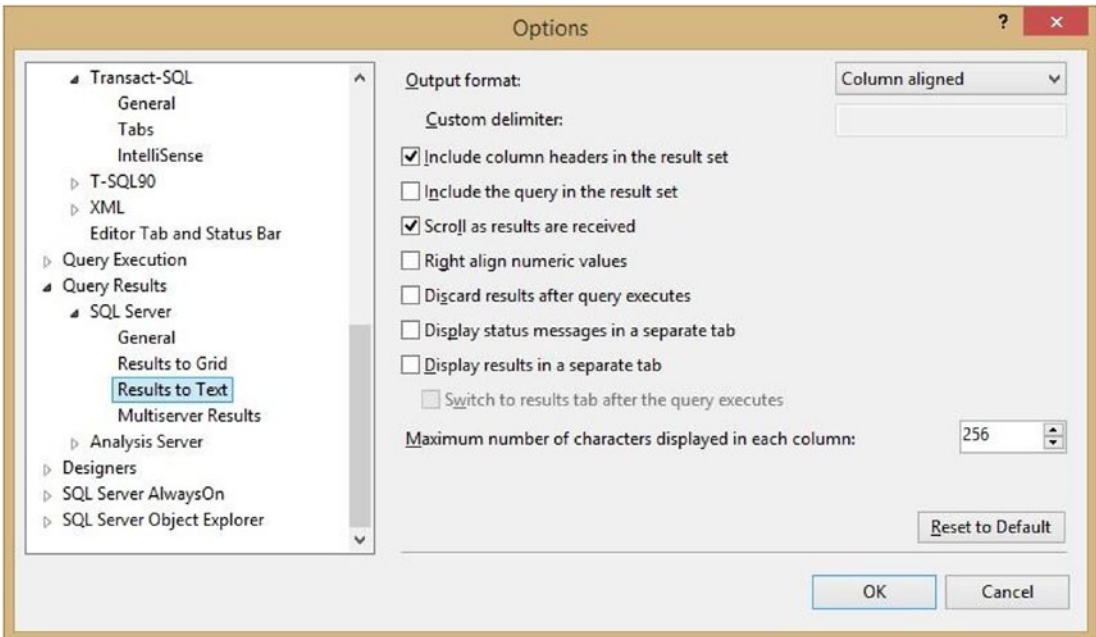 Options
?
×
Transact-SQL
General
Tabs
IntelliSense
T-SQL90
XML
Editor Tab and Status Bar
Query Execution
Query Results
SQL Server
General
Results to Grid
Results to Text
Multiserver Results
Analysis Server
Designers
SQL Server AlwaysOn
SQL Server Object Explorer
Output format:
Column aligned
Custom delimiter:
Include column headers in the result set
Include the query in the result set
Scroll as results are received
Right align numeric values
Discard results after query executes
Display status messages in a separate tab
Display results in a separate tab
Switch to results tab after the query executes
Maximum number of characters displayed in each column:
256
Reset to Default
OK
Cancel